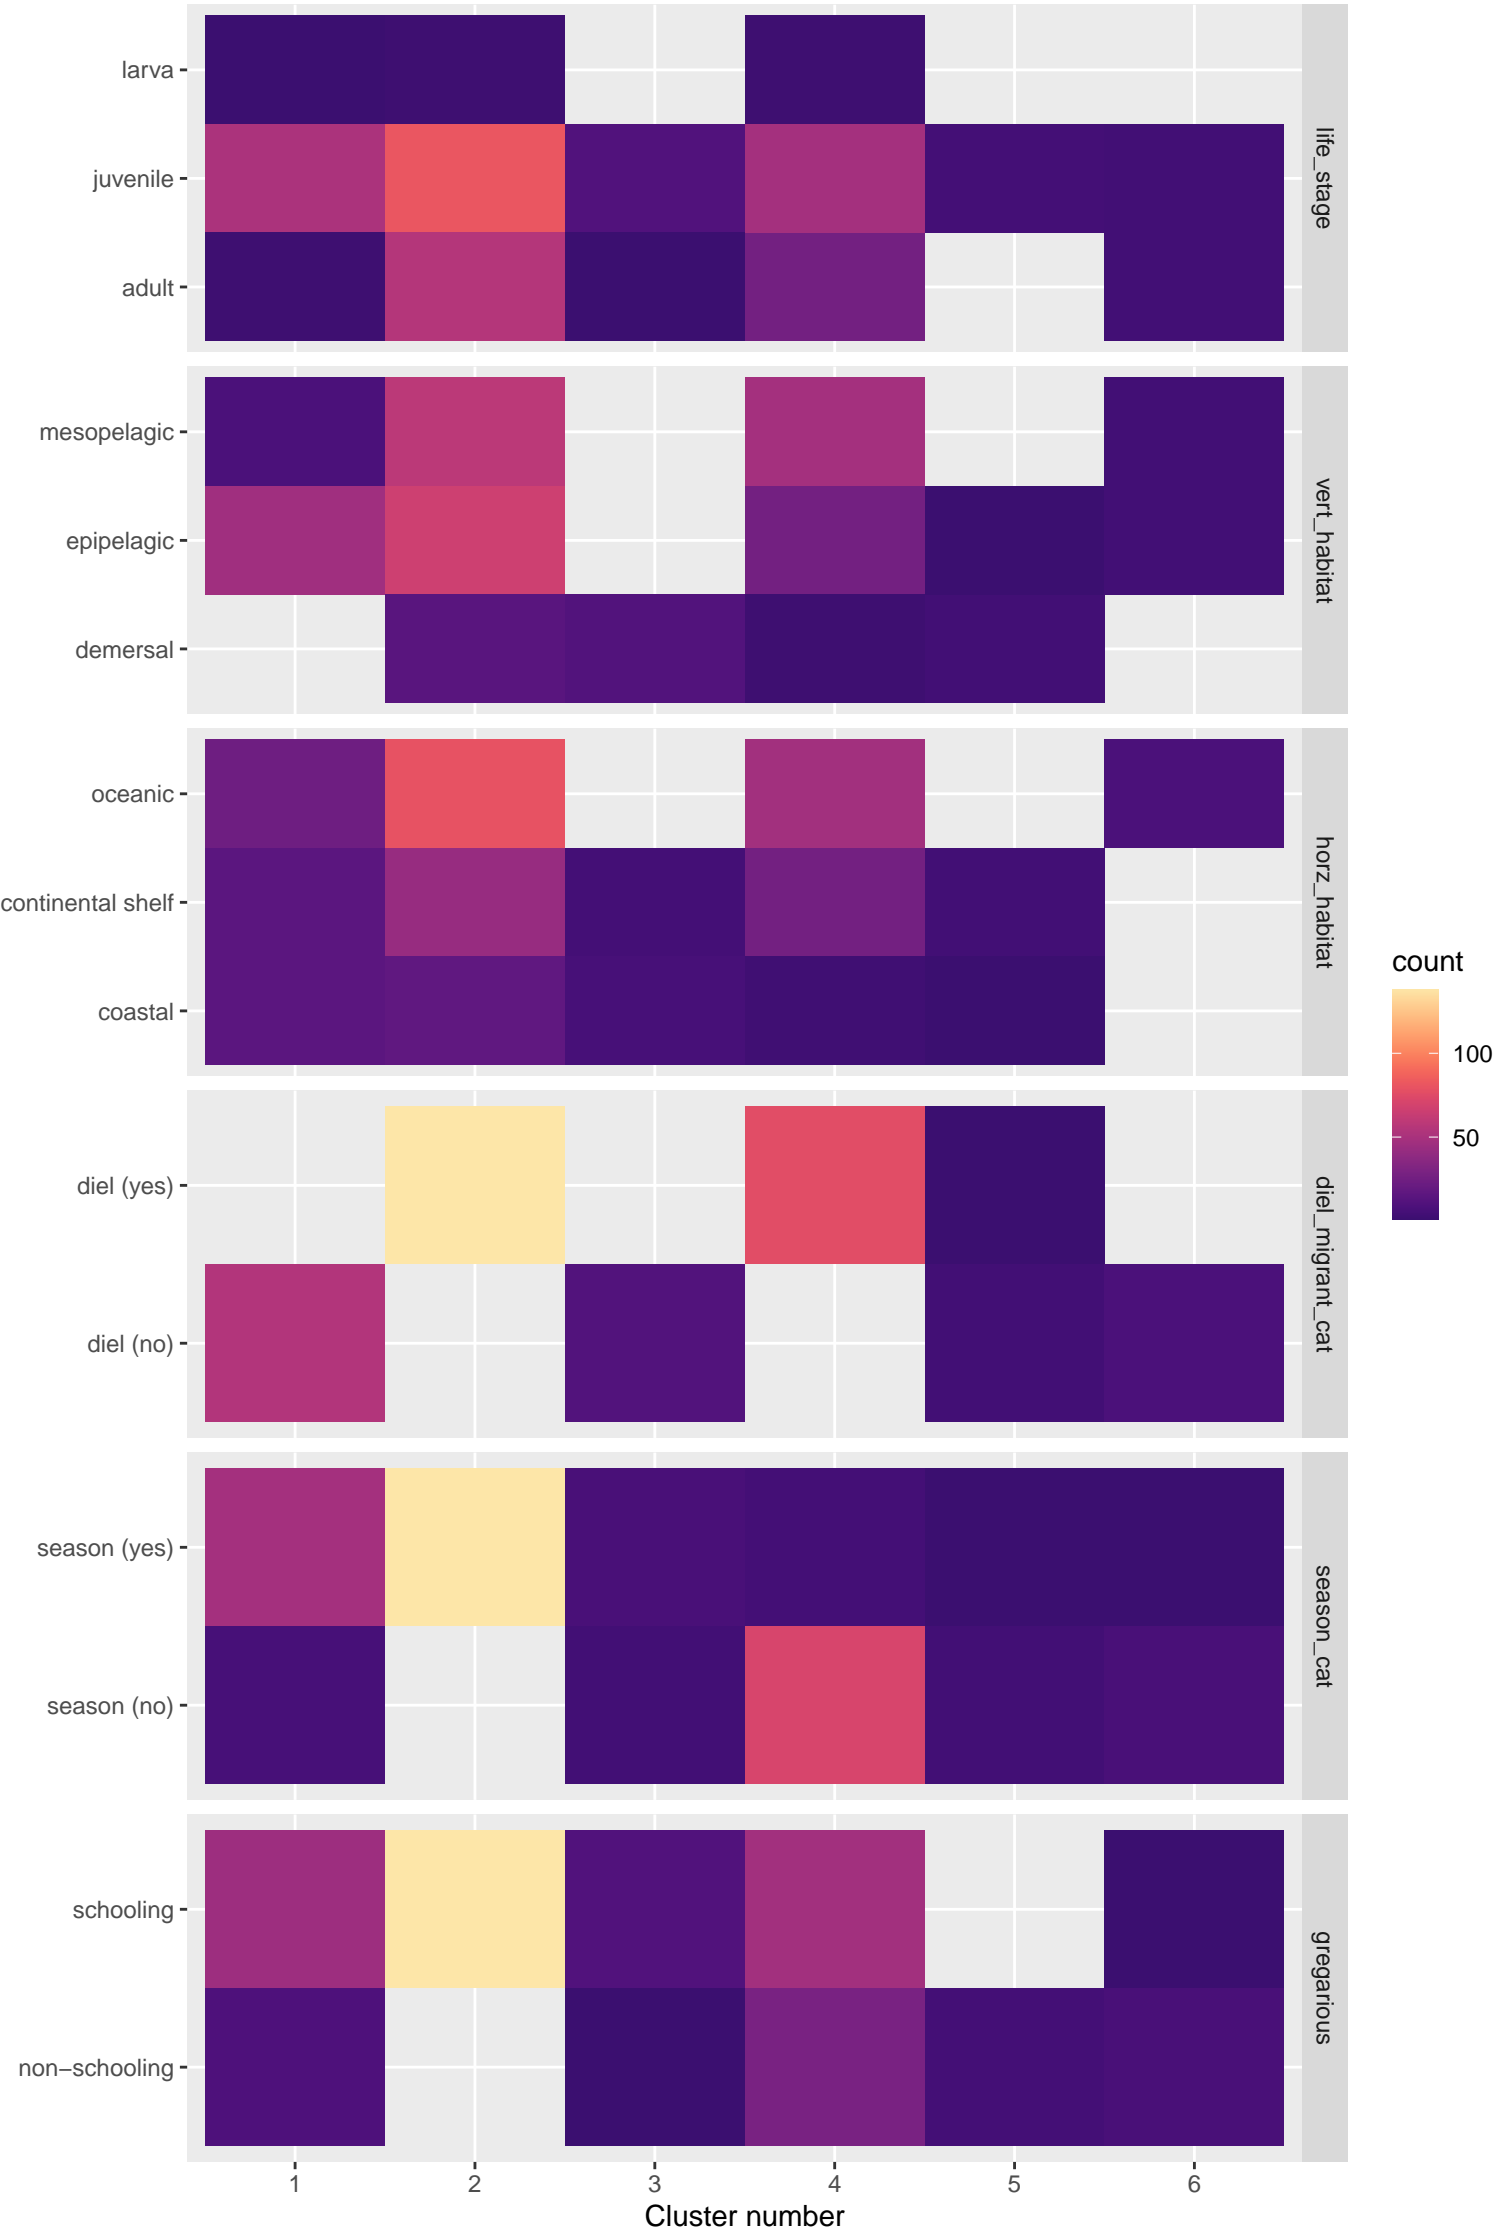 larva
juvenile
adult
life_stage
mesopelagic
epipelagic
demersal
vert_habitat
oceanic
continental shelf
coastal
horz_habitat
diel (yes)
diel (no)
diel_migrant_cat
season (yes)
season (no)
season_cat
schooling
non−schooling
gregarious
1 2 3 4 5 6
Cluster number
count
100
50